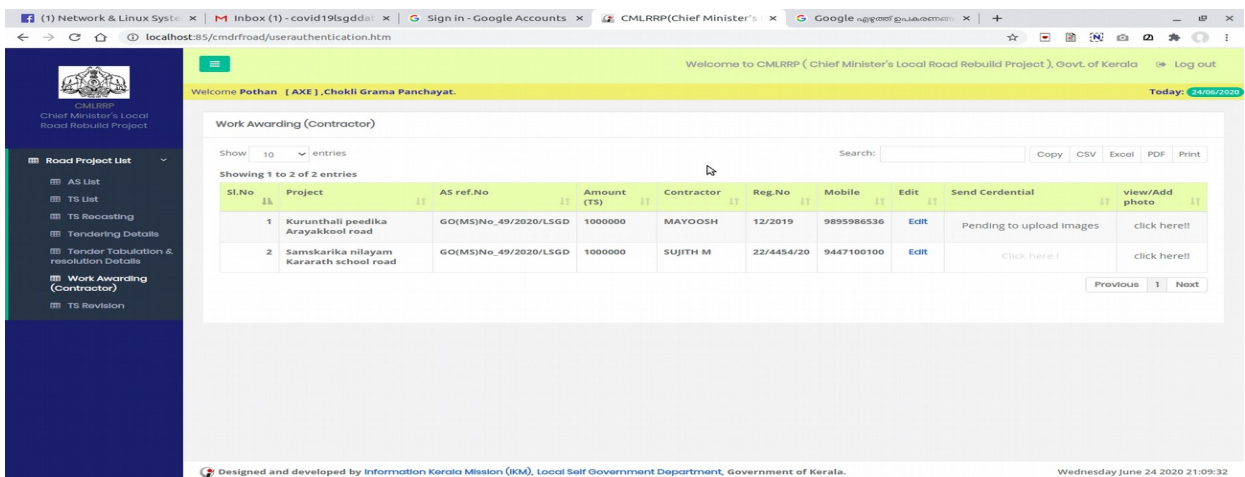 (1) Network & Linux Syste
Inbox (1) - covid19lsgddat
Sign in - Google Accounts
CMLRRP(Chief Minister's
Google എഴുത്ത് ഉപകരണം
localhost:85/cmdrfroad/userauthentication.htm
CMLRRP
Chief Minister's Local
Road Rebuild Project
Road Project List
AS List
TS List
TS Recasting
Tendering Details
Tender Tabulation &
resolution Details
Work Awarding
(Contractor)
TS Revision
Welcome to CMLRRP ( Chief Minister's Local Road Rebuild Project ), Govt. of Kerala Log out
Welcome Pothan [ AXE ] ,Chokli Grama Panchayat. Today: 24/06/2020
Work Awarding (Contractor)
Show 10 entries Search: Copy CSV Excel PDF Print
Showing 1 to 2 of 2 entries
Sl.No Project AS ref.No Amount (TS) Contractor Reg.No Mobile Edit Send Cerdential view/Add photo
1 Kurunthali peedika Arayakkool road GO(MS)No_49/2020/LSGD 1000000 MAYOOSH 12/2019 9895986536 Edit Pending to upload Images click here!!
2 Samskarika nilayam Kararath school road GO(MS)No_49/2020/LSGD 1000000 SUJITH M 22/4454/20 9447100100 Edit Click here ! click here!!
Previous 1 Next
Designed and developed by Information Kerala Mission (IKM), Local Self Government Department, Government of Kerala. Wednesday June 24 2020 21:09:32